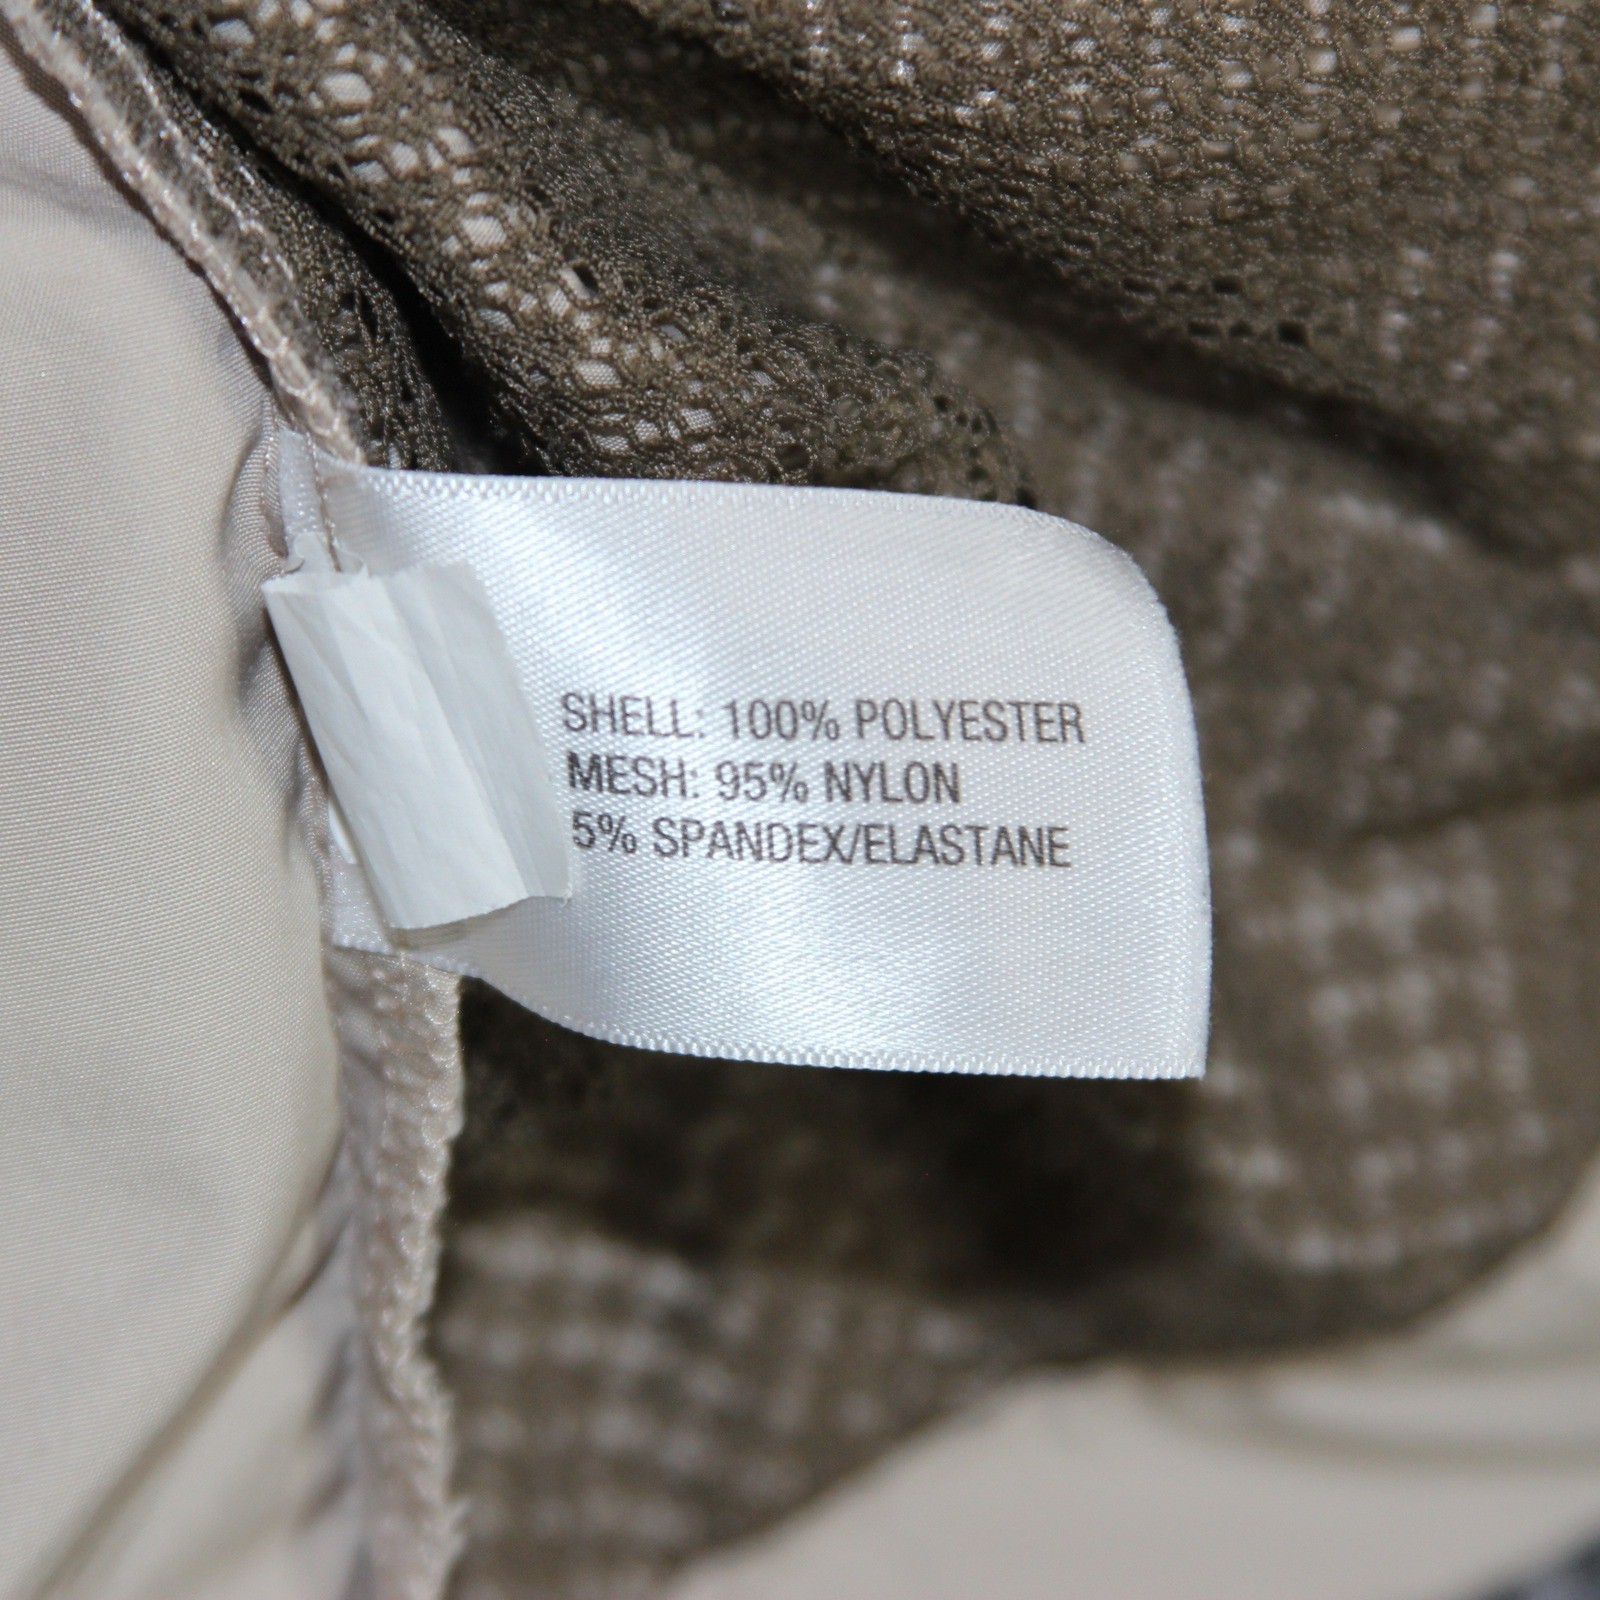 SHELL: 100% POLYESTER
MESH: 95% NYLON
5% SPANDEX/ELASTANE